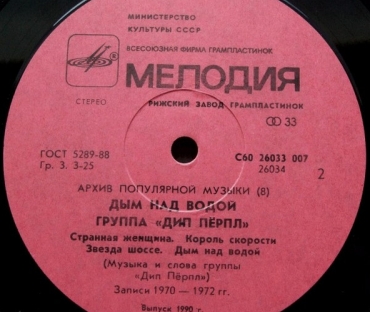 МИНИСТЕРСТВО
КУЛЬТУРЫ СССР
ВСЕСОЮЗНАЯ ФИРМА ГРАМПЛАСТИНОК
МЕЛОДИЯ
СТЕРЕО
РИЖСКИЙ ЗАВОД ГРАМПЛАСТИНОК
33
ГОСТ 5289-88
Гр. 3. 3-25
С60 26033 007
26034
2
АРХИВ ПОПУЛЯРНОЙ МУЗЫКИ (8)
ДЫМ НАД ВОДОЙ
ГРУППА «ДИП ПЁРПЛ»
Странная женщина. Король скорости
Звезда шоссе. Дым над водой
(Музыка и слова группы
«Дип Пёрпл»)
Записи 1970 — 1972 гг.
Выпуск 1990 г.